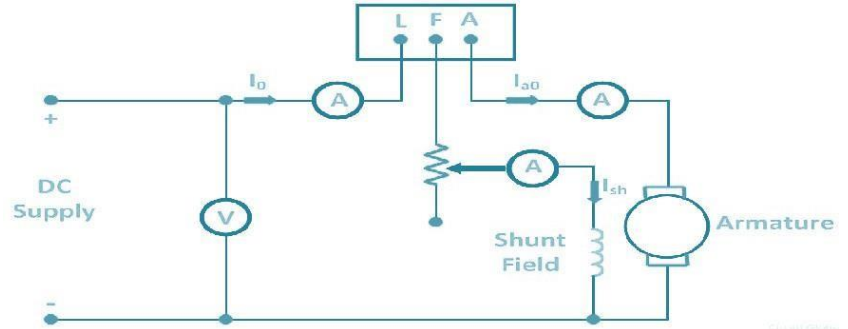 L F A
I₀
A
Iₐ₀
A
+
A
Iₛₕ
DC
Supply
V
Shunt
Field
Armature
-